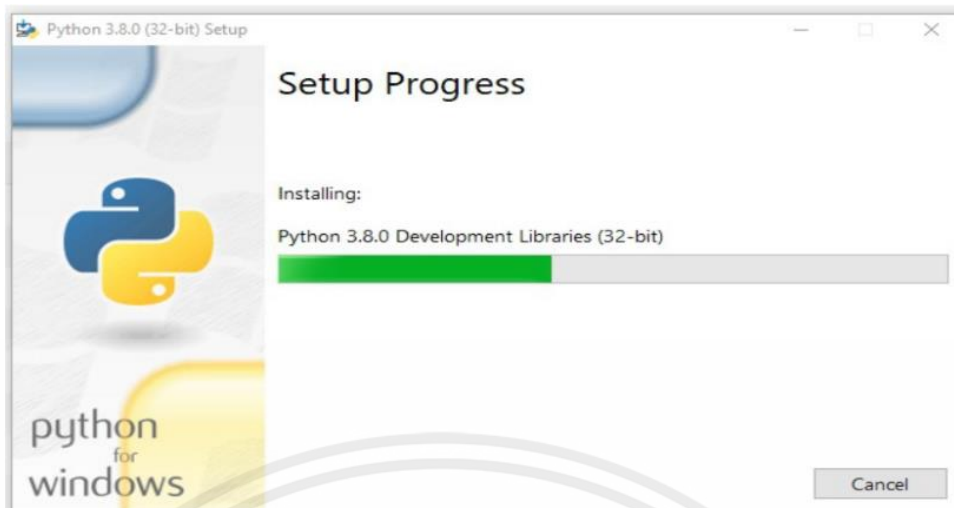 Python 3.8.0 (32-bit) Setup
Setup Progress
Installing:
Python 3.8.0 Development Libraries (32-bit)
python
for
windows
Cancel